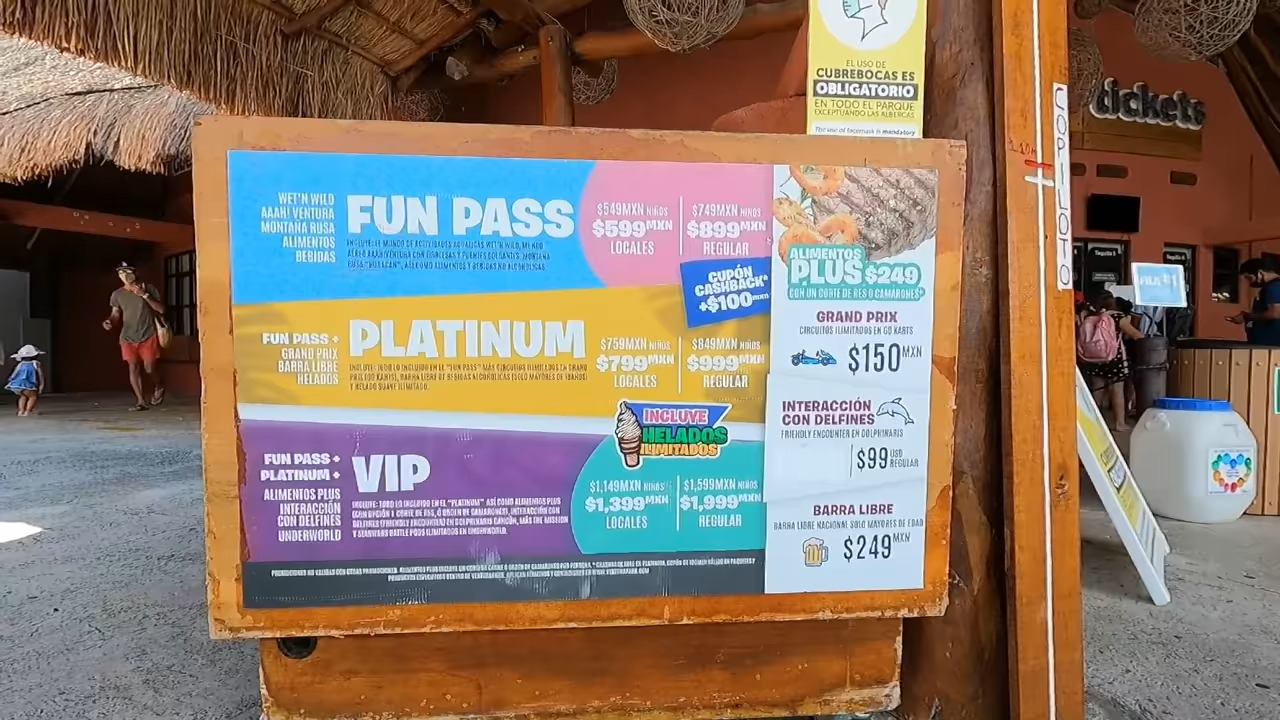 EL USO DE
CUBREBOCAS ES
OBLIGATORIO
EN TODO EL PARQUE
EXCEPTUANDO LAS ALBERCAS
The use of facemask is mandatory
tickets
COPILOTO
FILA #1
WET'N WILD
AAAH! VENTURA
MONTAÑA RUSA
ALIMENTOS
BEBIDAS
FUN PASS
$549MXN NIÑOS
$599MXN
LOCALES
$749MXN NIÑOS
$899MXN
REGULAR
CUPÓN
CASHBACK*
+$100mxn
FUN PASS +
GRAND PRIX
BARRA LIBRE
HELADOS
PLATINUM
$759MXN NIÑOS
$799MXN
LOCALES
$849MXN NIÑOS
$999MXN
REGULAR
INCLUYE
HELADOS
ILIMITADOS
FUN PASS +
PLATINUM +
ALIMENTOS PLUS
INTERACCIÓN
CON DELFINES
UNDERWORLD
VIP
$1,149MXN NIÑOS
$1,399MXN
LOCALES
$1,599MXN NIÑOS
$1,999MXN
REGULAR
ALIMENTOS
PLUS $249
CON UN CORTE DE RES O CAMARONES*
GRAND PRIX
CIRCUITOS ILIMITADOS EN GO KARTS
$150MXN
INTERACCIÓN
CON DELFINES
FRIENDLY ENCOUNTER EN DOLPHINARIS
$99USD
REGULAR
BARRA LIBRE
BARRA LIBRE NACIONAL SOLO MAYORES DE EDAD
$249MXN